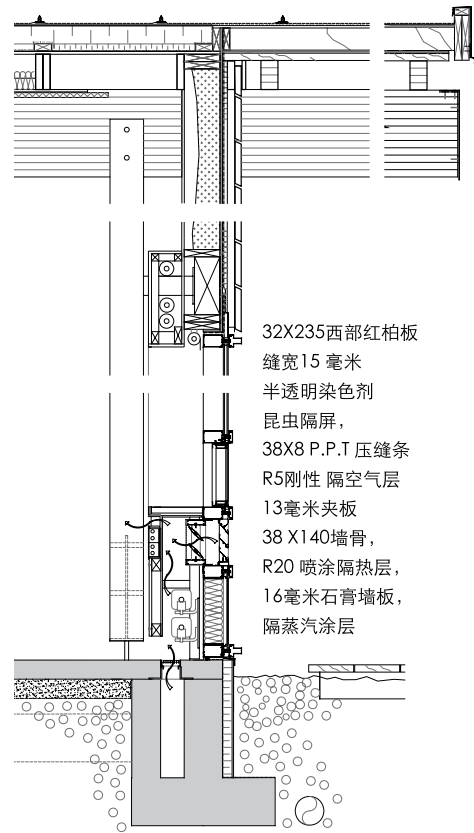 32X235西部红柏板
缝宽15 毫米
半透明染色剂
昆虫隔屏，
38X8 P.P.T 压缝条
R5刚性 隔空气层
13毫米夹板
38 X140墙骨，
R20 喷涂隔热层，
16毫米石膏墙板，
隔蒸汽涂层